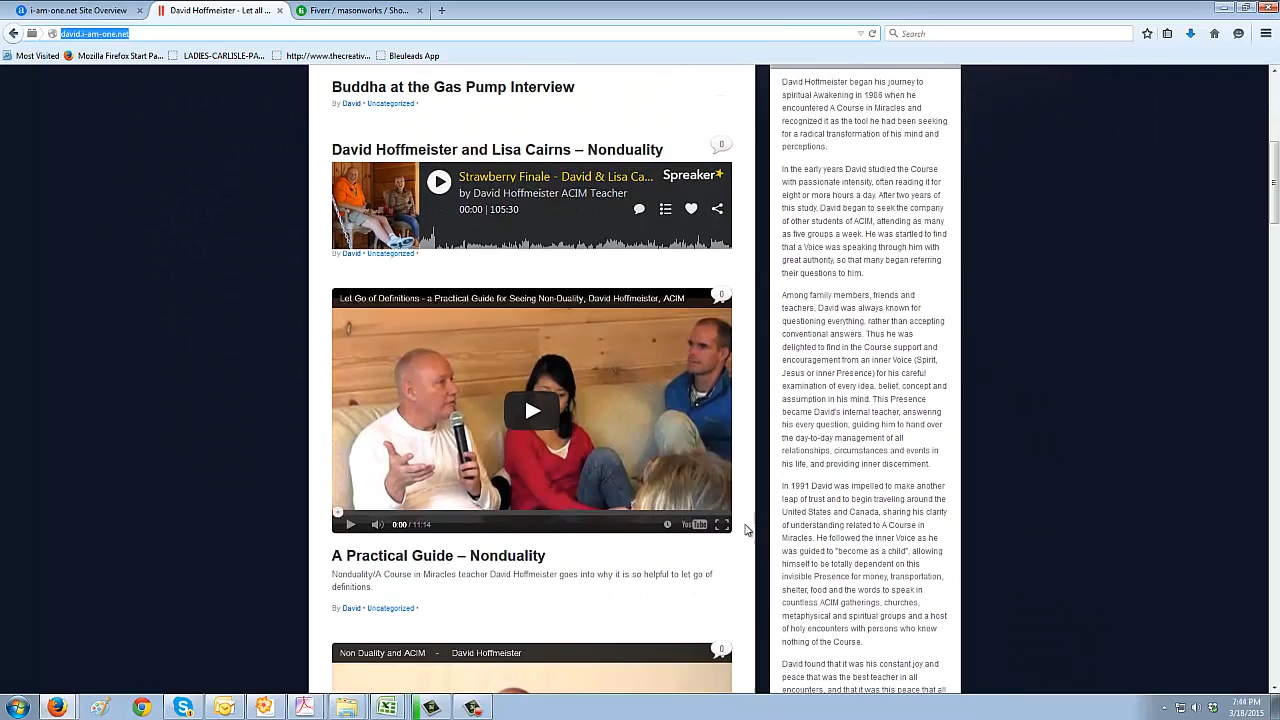 i-am-one.net Site Overview
David Hoffmeister - Let all ...
Fiverr / masonworks / Sho...
david.i-am-one.net
Search
Most Visited
Mozilla Firefox Start Pa...
LADIES-CARLISLE-PA...
http://www.thecreativ...
Bleuleads App
Buddha at the Gas Pump Interview
By David • Uncategorized •
0
David Hoffmeister and Lisa Cairns – Nonduality
Strawberry Finale - David & Lisa Ca...
Spreaker
by David Hoffmeister ACIM Teacher
00:00 | 105:30
By David • Uncategorized •
Let Go of Definitions - a Practical Guide for Seeing Non-Duality, David Hoffmeister, ACIM
0
0:00 / 11:14
YouTube
A Practical Guide – Nonduality
Nonduality/A Course in Miracles teacher David Hoffmeister goes into why it is so helpful to let go of
definitions.
By David • Uncategorized •
Non Duality and ACIM - David Hoffmeister
0
David Hoffmeister began his journey to
spiritual Awakening in 1986 when he
encountered A Course in Miracles and
recognized it as the tool he had been seeking
for a radical transformation of his mind and
perceptions.
In the early years David studied the Course
with passionate intensity, often reading it for
eight or more hours a day. After two years of
this study, David began to seek the company
of other students of ACIM, attending as many
as five groups a week. He was startled to find
that a Voice was speaking through him with
great authority, so that many began referring
their questions to him.
Among family members, friends and
teachers, David was always known for
questioning everything, rather than accepting
conventional answers. Thus he was
delighted to find in the Course support and
encouragement from an inner Voice (Spirit,
Jesus or Inner Presence) for his careful
examination of every idea, belief, concept and
assumption in his mind. This Presence
became David's internal teacher, answering
his every question, guiding him to hand over
the day-to-day management of all
relationships, circumstances and events in
his life, and providing inner discernment.
In 1991 David was impelled to make another
leap of trust and to begin traveling around the
United States and Canada, sharing his clarity
of understanding related to A Course in
Miracles. He followed the inner Voice as he
was guided to "become as a child", allowing
himself to be totally dependent on this
invisible Presence for money, transportation,
shelter, food and the words to speak in
countless ACIM gatherings, churches,
metaphysical and spiritual groups and a host
of holy encounters with persons who knew
nothing of the Course.
David found that it was his constant joy and
peace that was the best teacher in all
encounters, and that it was this peace that all
7:44 PM
3/18/2015